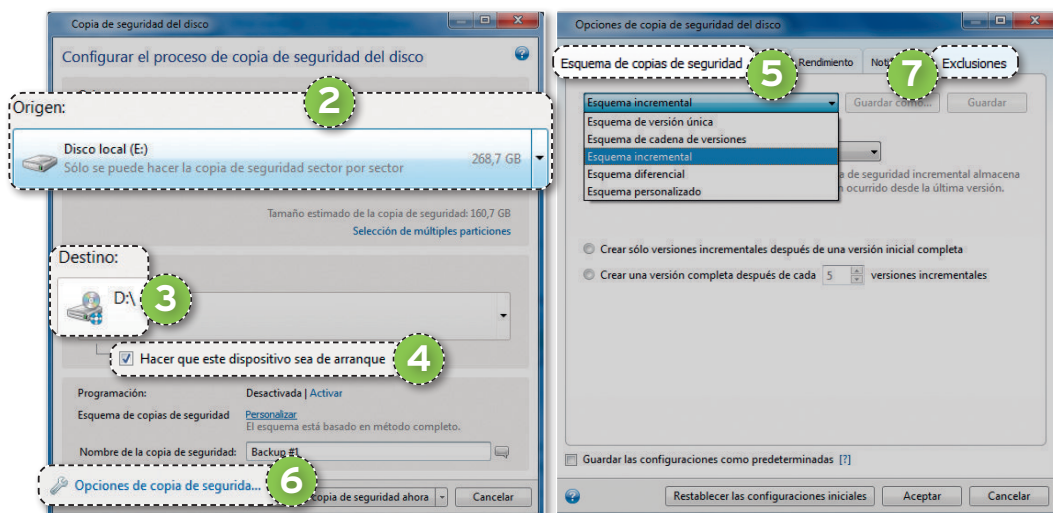 Copia de seguridad del disco
Configurar el proceso de copia de seguridad del disco
2
Origen:
Disco local (E:)
Sólo se puede hacer la copia de seguridad sector por sector
268,7 GB
Tamaño estimado de la copia de seguridad: 160,7 GB
Selección de múltiples particiones
Destino:
D:\
3
Hacer que este dispositivo sea de arranque
4
Programación: Desactivada | Activar
Esquema de copias de seguridad Personalizar
El esquema está basado en método completo.
Nombre de la copia de seguridad: Backup #1
Opciones de copia de segurida...
6
copia de seguridad ahora Cancelar
Opciones de copia de seguridad del disco
Esquema de copias de seguridad 5 Rendimiento 7 Exclusiones
Esquema incremental Guardar como... Guardar
Esquema de versión única
Esquema de cadena de versiones
Esquema incremental
Esquema diferencial
Esquema personalizado
de seguridad incremental almacena
ocurrido desde la última versión.
Crear sólo versiones incrementales después de una versión inicial completa
Crear una versión completa después de cada 5 versiones incrementales
Guardar las configuraciones como predeterminadas [?]
Restablecer las configuraciones iniciales Aceptar Cancelar